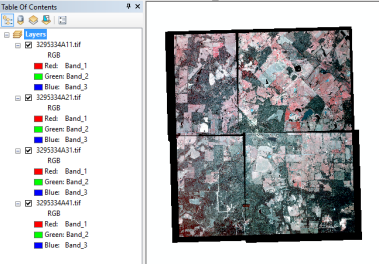 Table Of Contents
Layers
3295334A11.tif
RGB
Red: Band_1
Green: Band_2
Blue: Band_3
3295334A21.tif
RGB
Red: Band_1
Green: Band_2
Blue: Band_3
3295334A31.tif
RGB
Red: Band_1
Green: Band_2
Blue: Band_3
3295334A41.tif
RGB
Red: Band_1
Green: Band_2
Blue: Band_3